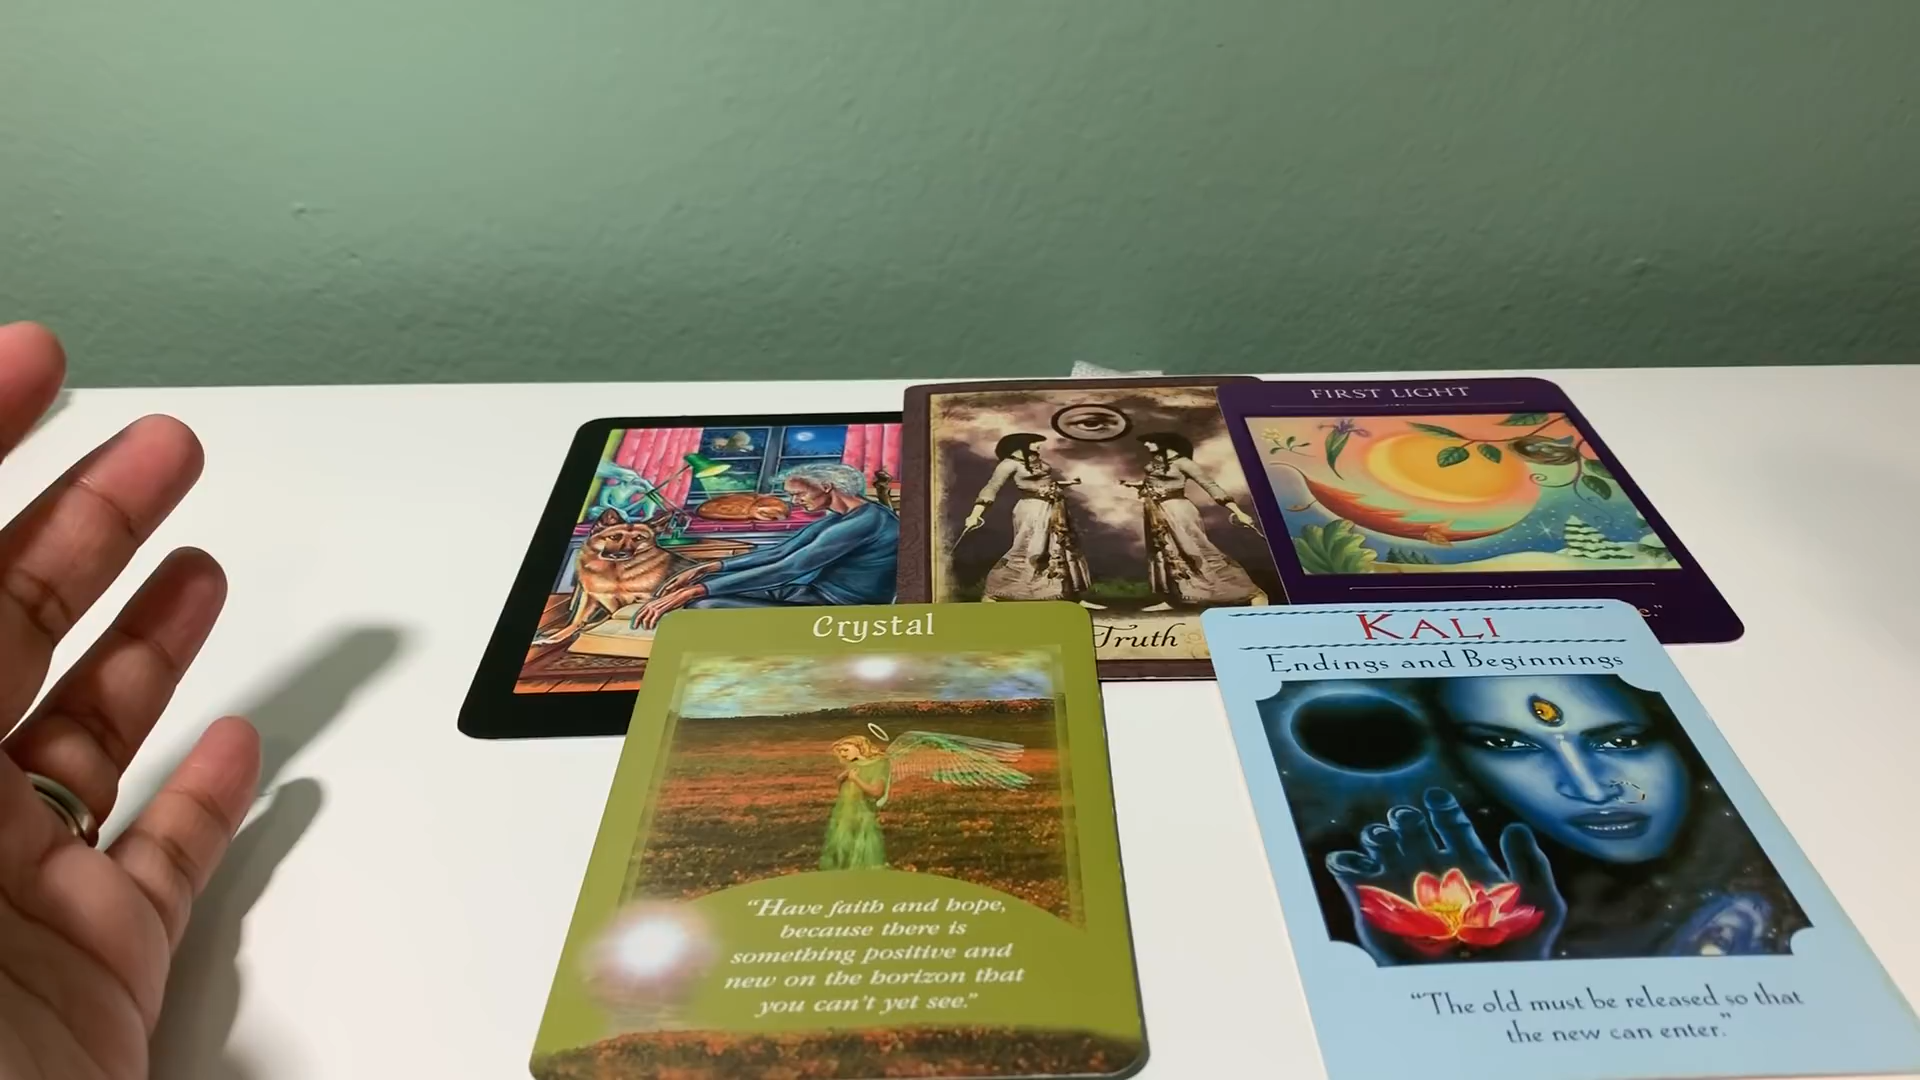 FIRST LIGHT
Truth
Crystal
"Have faith and hope,
because there is
something positive and
new on the horizon that
you can't yet see."
KALI
Endings and Beginnings
"The old must be released so that
the new can enter."